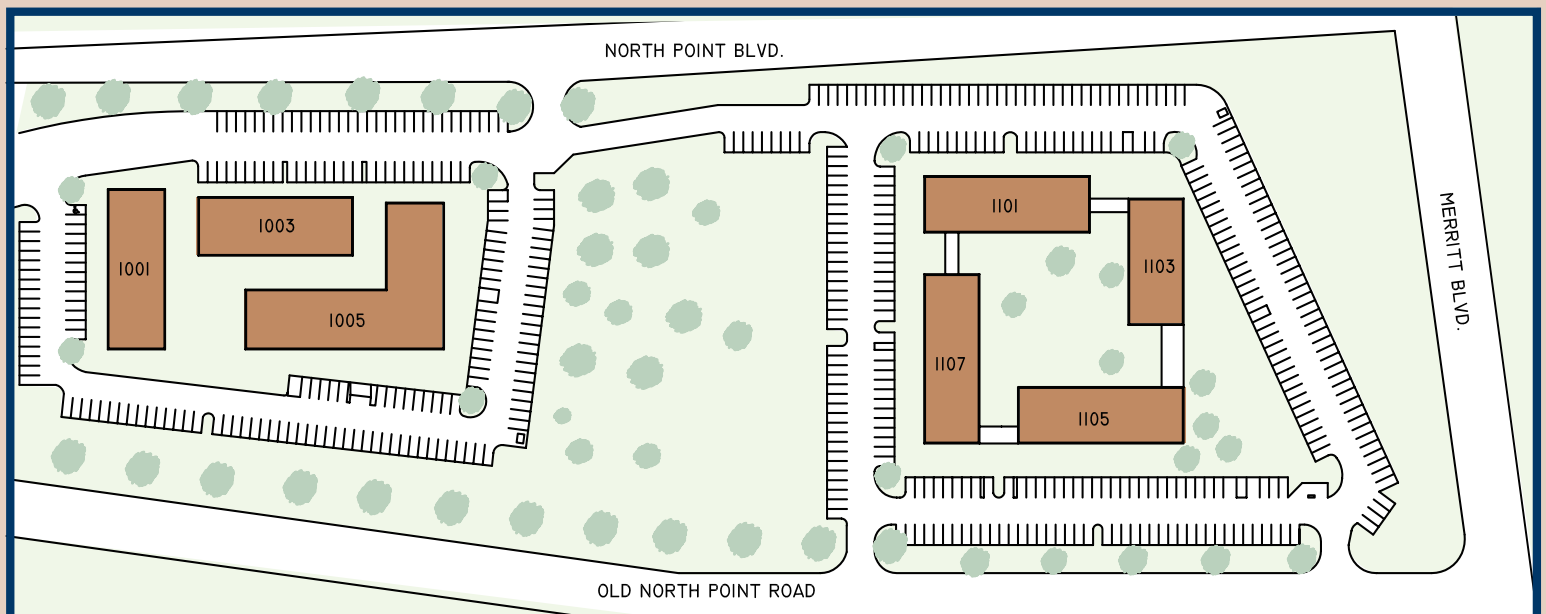 NORTH POINT BLVD.
MERRITT BLVD.
1001
1003
1005
1101
1103
1107
1105
OLD NORTH POINT ROAD